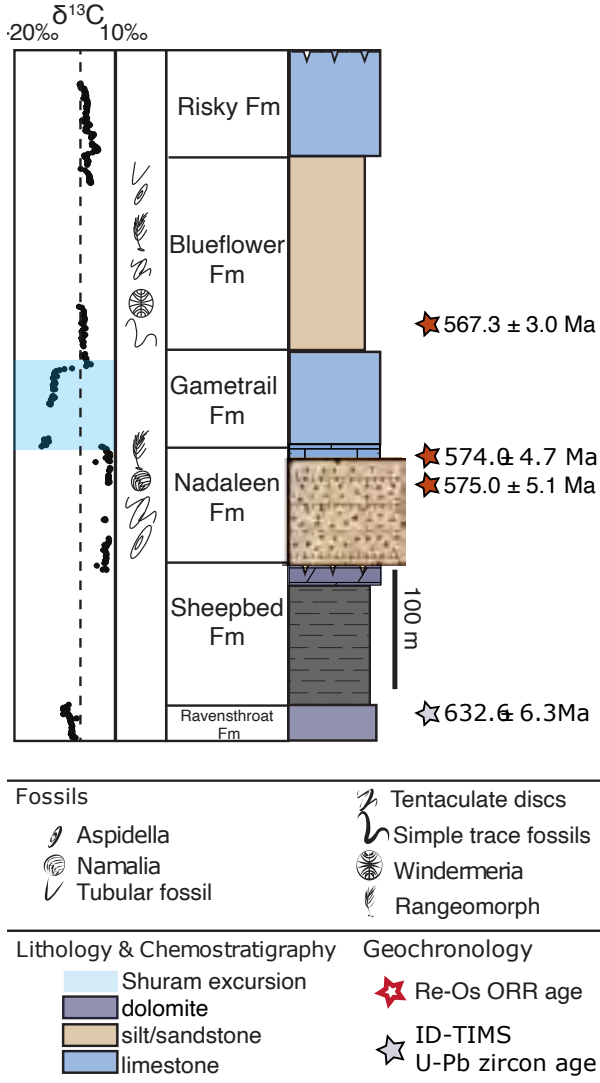 δ¹³C
-20‰ 10‰
Risky Fm
Blueflower
Fm
567.3 ± 3.0 Ma
Gametrail
Fm
574.0± 4.7 Ma
Nadaleen
Fm
575.0 ± 5.1 Ma
Sheepbed
Fm
100 m
Ravensthroat
Fm
632.6± 6.3Ma
Fossils
Aspidella
Namalia
Tubular fossil
Tentaculate discs
Simple trace fossils
Windermeria
Rangeomorph
Lithology & Chemostratigraphy
Shuram excursion
dolomite
silt/sandstone
limestone
Geochronology
Re-Os ORR age
ID-TIMS
U-Pb zircon age